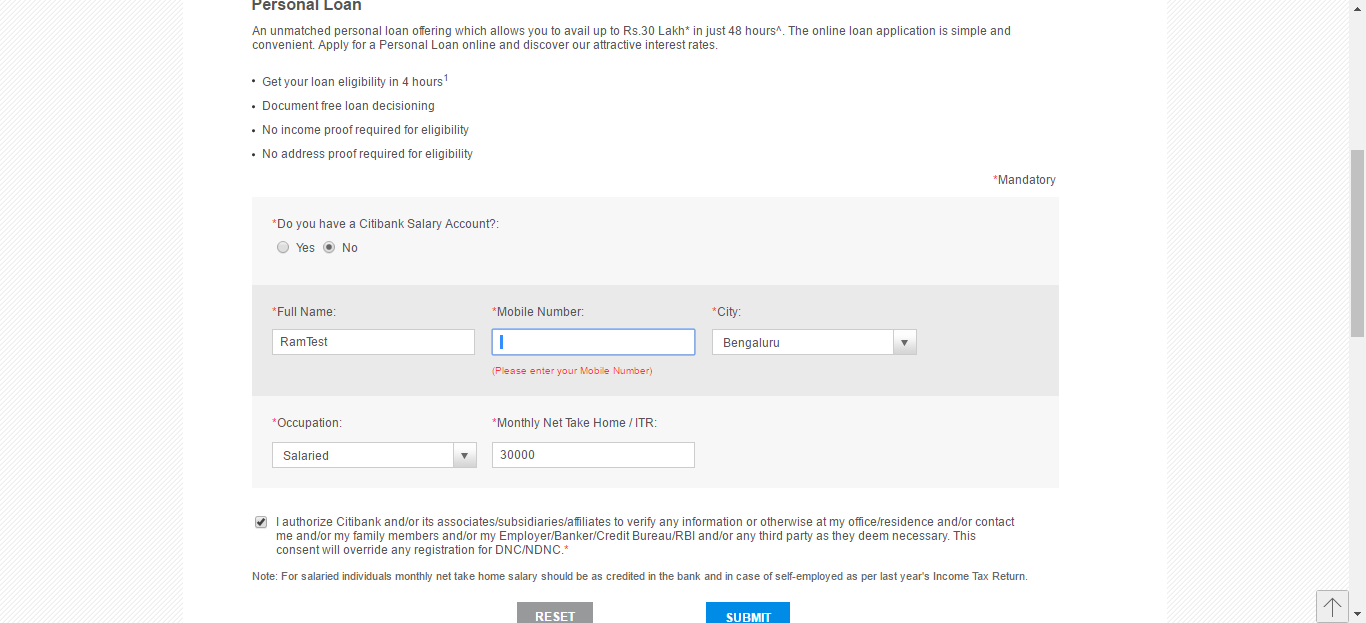 Personal Loan
An unmatched personal loan offering which allows you to avail up to Rs.30 Lakh* in just 48 hours^. The online loan application is simple and
convenient. Apply for a Personal Loan online and discover our attractive interest rates.
• Get your loan eligibility in 4 hours1
• Document free loan decisioning
• No income proof required for eligibility
• No address proof required for eligibility
*Mandatory
*Do you have a Citibank Salary Account?:
Yes No
*Full Name: *Mobile Number: *City:
RamTest Bengaluru
(Please enter your Mobile Number)
*Occupation: *Monthly Net Take Home / ITR:
Salaried 30000
I authorize Citibank and/or its associates/subsidiaries/affiliates to verify any information or otherwise at my office/residence and/or contact
me and/or my family members and/or my Employer/Banker/Credit Bureau/RBI and/or any third party as they deem necessary. This
consent will override any registration for DNC/NDNC.*
Note: For salaried individuals monthly net take home salary should be as credited in the bank and in case of self-employed as per last year's Income Tax Return.
RESET SUBMIT